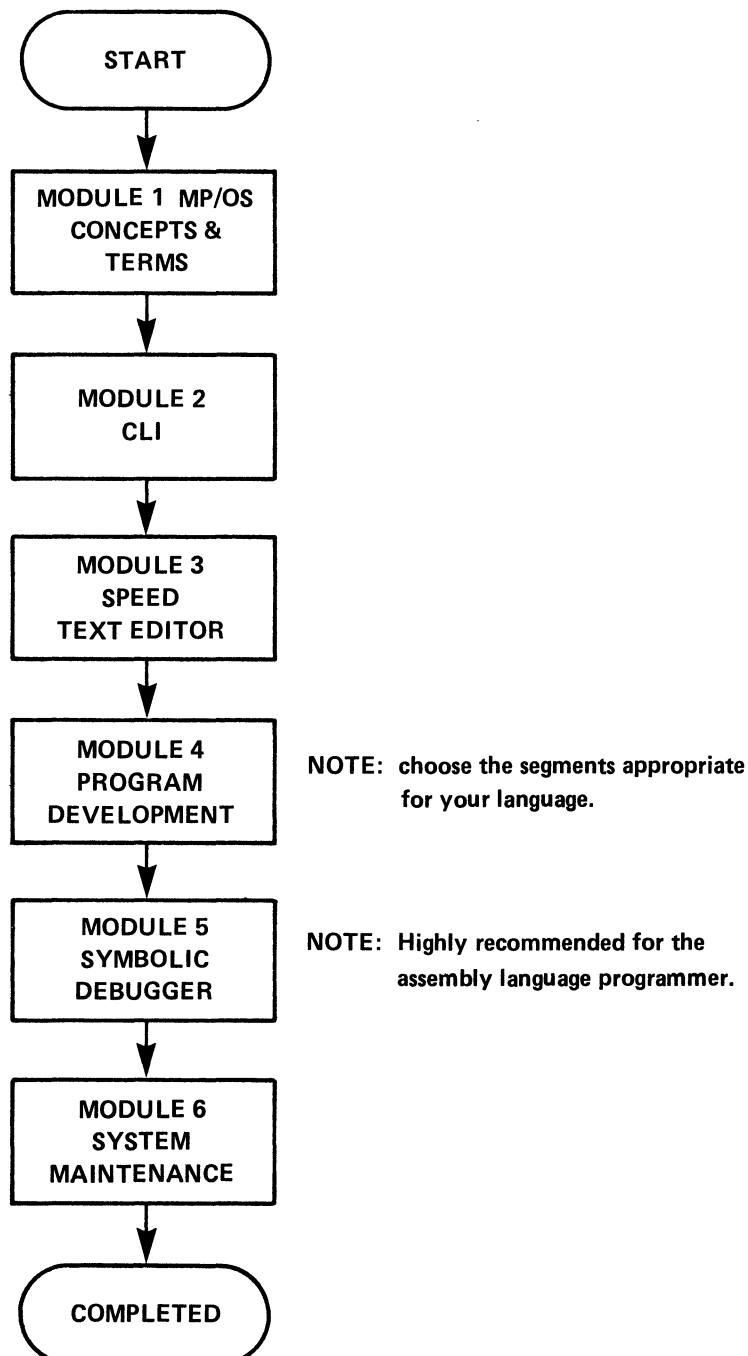 START
MODULE 1 MP/OS
CONCEPTS &
TERMS
MODULE 2
CLI
MODULE 3
SPEED
TEXT EDITOR
MODULE 4
PROGRAM
DEVELOPMENT
NOTE: choose the segments appropriate
for your language.
MODULE 5
SYMBOLIC
DEBUGGER
NOTE: Highly recommended for the
assembly language programmer.
MODULE 6
SYSTEM
MAINTENANCE
COMPLETED